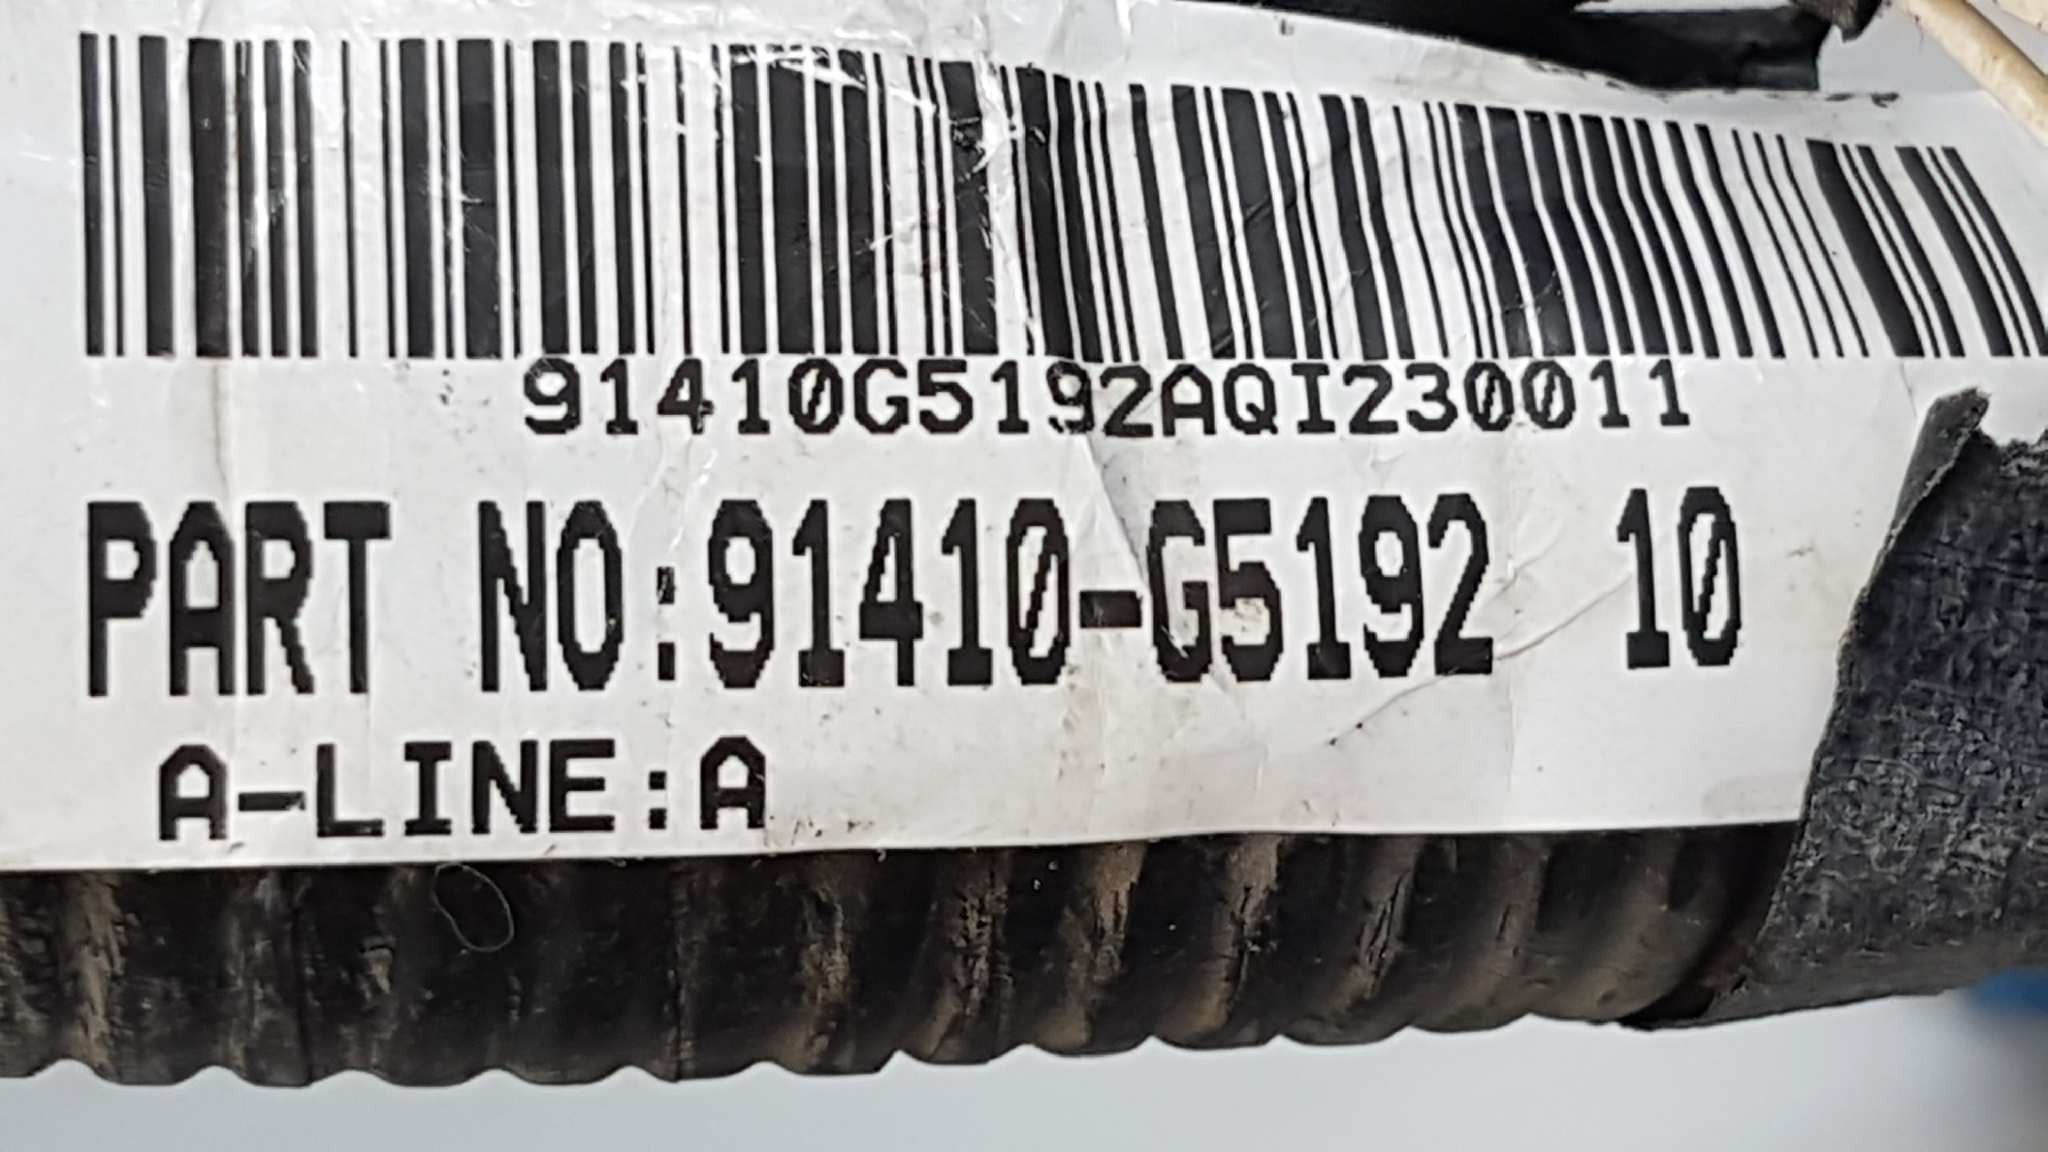 91410G5192AQI230011
PART NO:91410-G5192 10
A-LINE:A